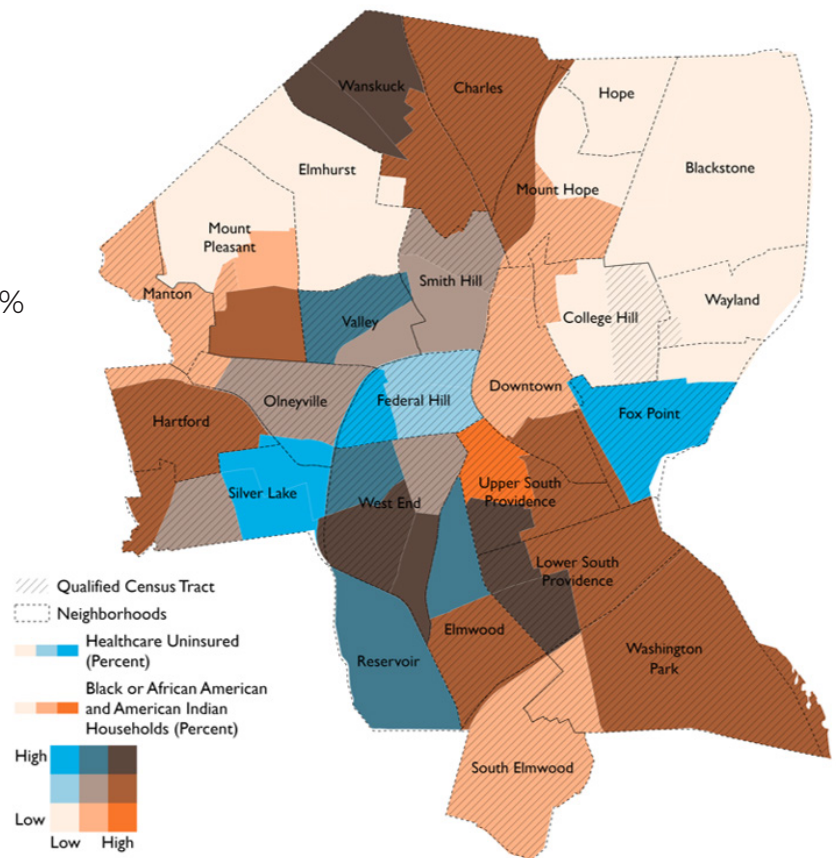 Wanskuck
Charles
Hope
Elmhurst
Blackstone
Mount Hope
Mount
Pleasant
Smith Hill
%
Manton
Wayland
College Hill
Valley
Downtown
Olneyville
Federal Hill
Fox Point
Hartford
Upper South
Providence
Silver Lake
West End
Lower South
Providence
Elmwood
Washington
Park
Reservoir
South Elmwood
Qualified Census Tract
Neighborhoods
Healthcare Uninsured
(Percent)
Black or African American
and American Indian
Households (Percent)
High
Low
Low High